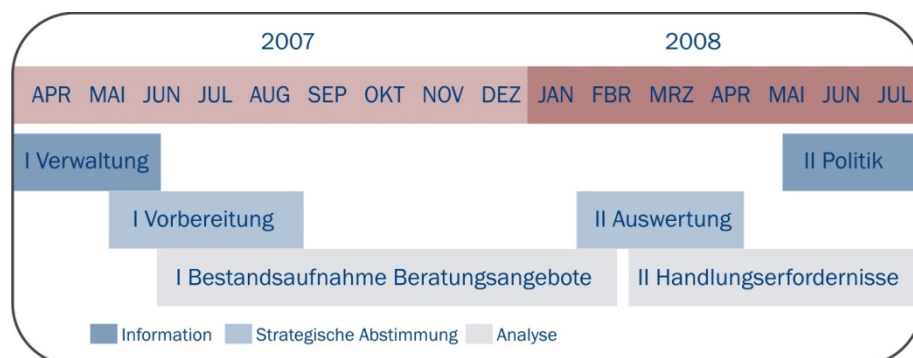 2007 2008
APR MAI JUN JUL AUG SEP OKT NOV DEZ JAN FBR MRZ APR MAI JUN JUL
I Verwaltung II Politik
I Vorbereitung II Auswertung
I Bestandsaufnahme Beratungsangebote II Handlungserfordernisse
Information Strategische Abstimmung Analyse